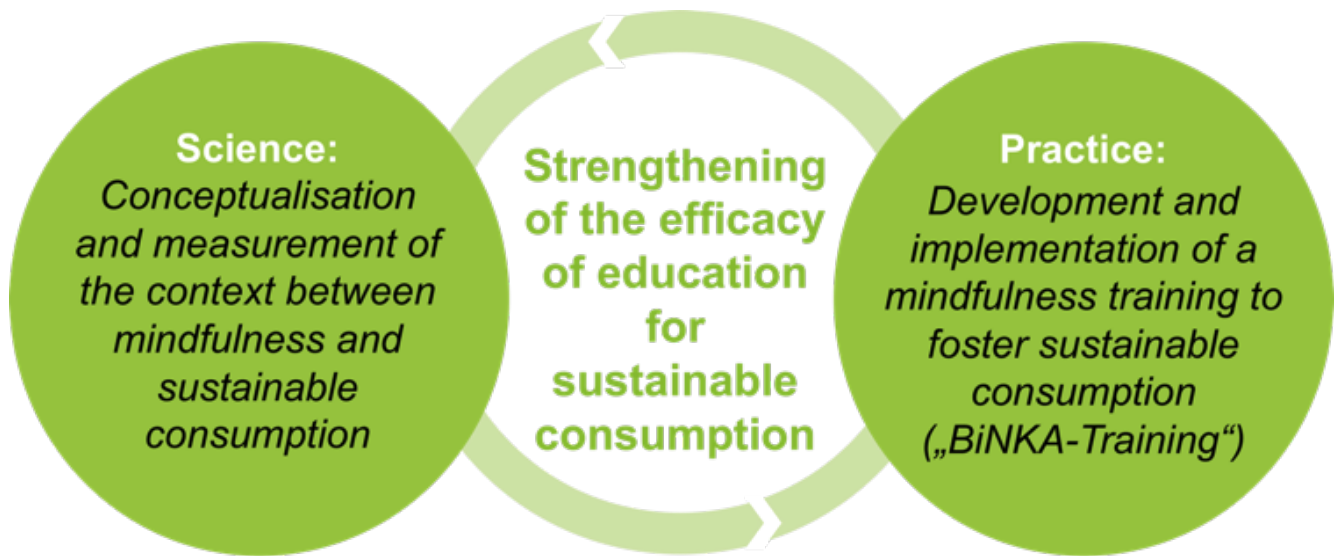 Science:
Conceptualisation
and measurement of
the context between
mindfulness and
sustainable
consumption
Strengthening
of the efficacy
of education
for
sustainable
consumption
Practice:
Development and
implementation of a
mindfulness training to
foster sustainable
consumption
(„BiNKA-Training“)